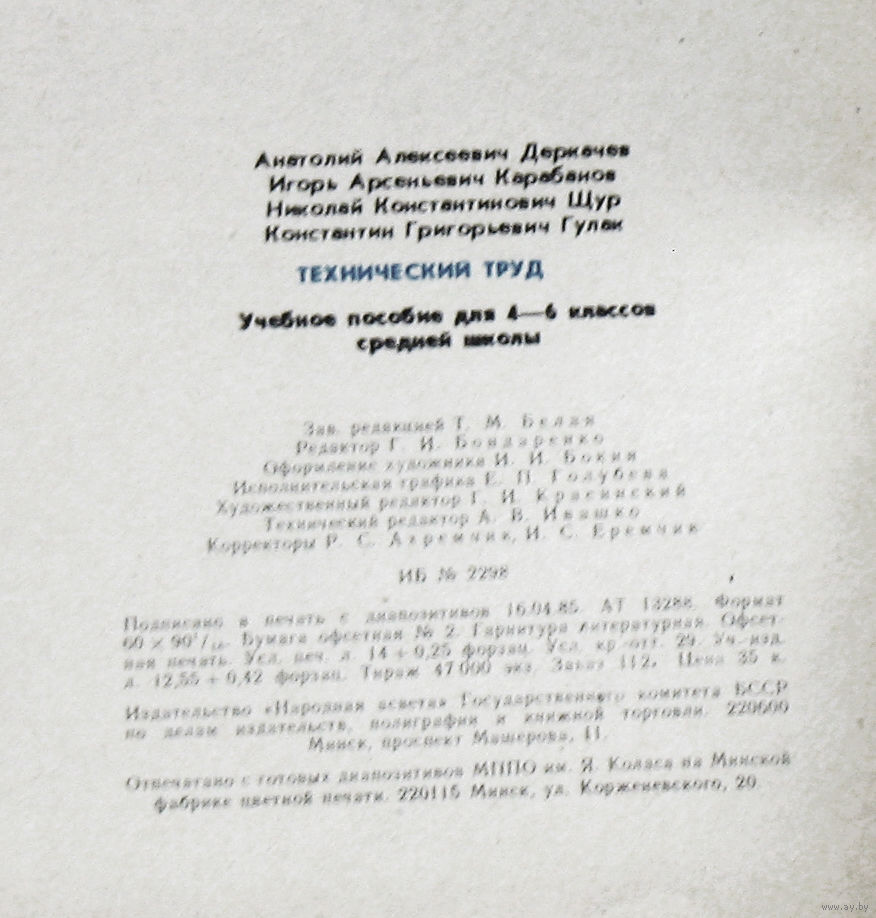 Анатолий Алексеевич Деркачев
Игорь Арсеньевич Карабанов
Николай Константинович Щур
Константин Григорьевич Гулак
ТЕХНИЧЕСКИЙ ТРУД
Учебное пособие для 4—6 классов
средней школы
Зав. редакцией Т. М. Белая
Редактор Г. И. Бондаренко
Оформление художника И. И. Бокия
Исполнительская графика Е. П. Голубева
Художественный редактор Г. И. Красинский
Технический редактор А. В. Ивашко
Корректоры Р. С. Ахремчик, И. С. Еремчик
ИБ № 2298
Подписано в печать с диапозитивов 16.04.85. АТ 13288. Формат
60 × 90¹/₁₆. Бумага офсетная № 2. Гарнитура литературная. Офсет-
ная печать. Усл. печ. л. 14 + 0,25 форзац. Усл. кр.-отт. 29. Уч.-изд.
л. 12,55 + 0,42 форзац. Тираж 47 000 экз. Заказ 112. Цена 35 к.
Издательство «Народная асвета» Государственного комитета БССР
по делам издательств, полиграфии и книжной торговли. 220600
Минск, проспект Машерова, 11.
Отпечатано с готовых диапозитивов МППО им. Я. Коласа на Минской
фабрике цветной печати. 220115 Минск, ул. Корженевского, 20.
www.ay.by